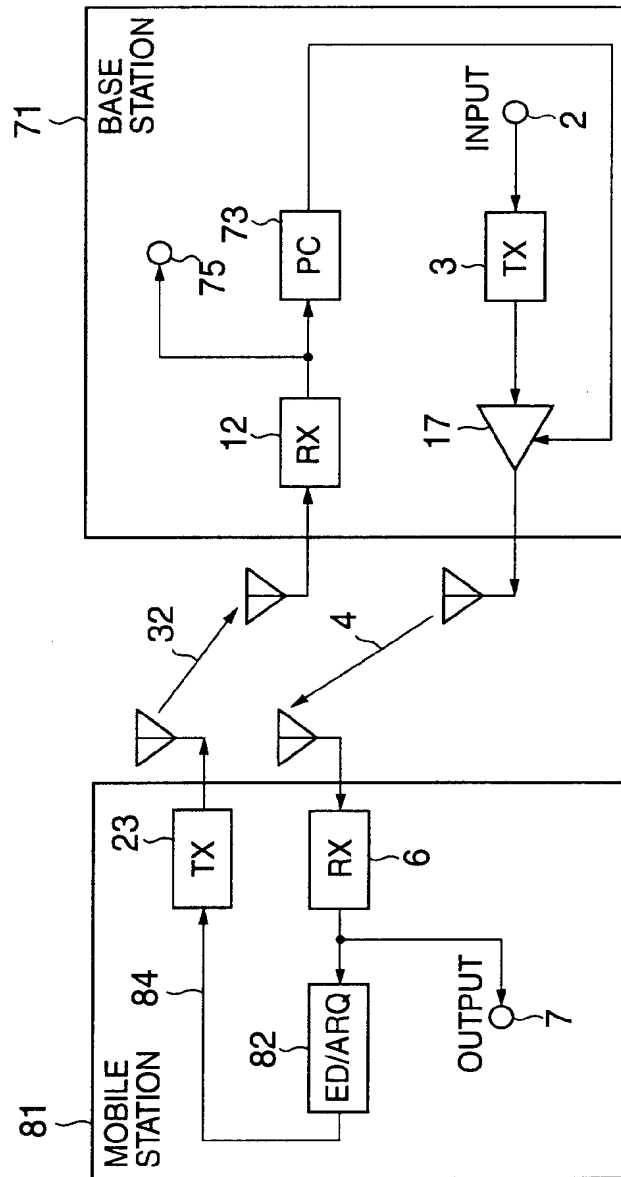 81
MOBILE
STATION
84
23
TX
82
ED/ARQ
RX
6
OUTPUT
7
32
4
71
BASE
STATION
75
12
RX
73
PC
17
3
TX
INPUT
2